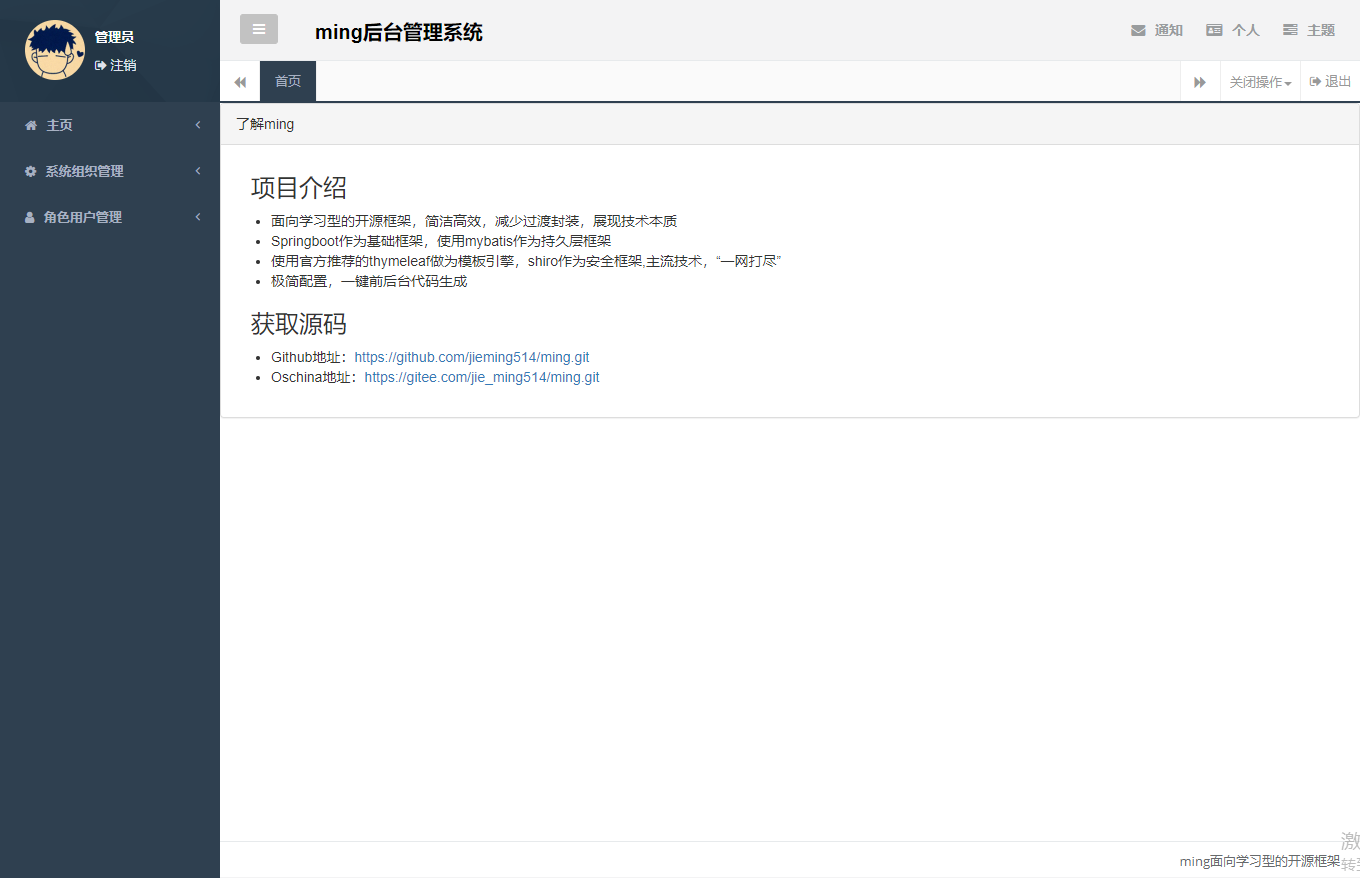 管理员
注销
主页
系统组织管理
角色用户管理
ming后台管理系统
通知 个人 主题
首页
关闭操作 退出
了解ming
项目介绍
面向学习型的开源框架，简洁高效，减少过渡封装，展现技术本质
Springboot作为基础框架，使用mybatis作为持久层框架
使用官方推荐的thymeleaf做为模板引擎，shiro作为安全框架,主流技术，“一网打尽”
极简配置，一键前后台代码生成
获取源码
Github地址：https://github.com/jieming514/ming.git
Oschina地址：https://gitee.com/jie_ming514/ming.git
激
ming面向学习型的开源框架
转到